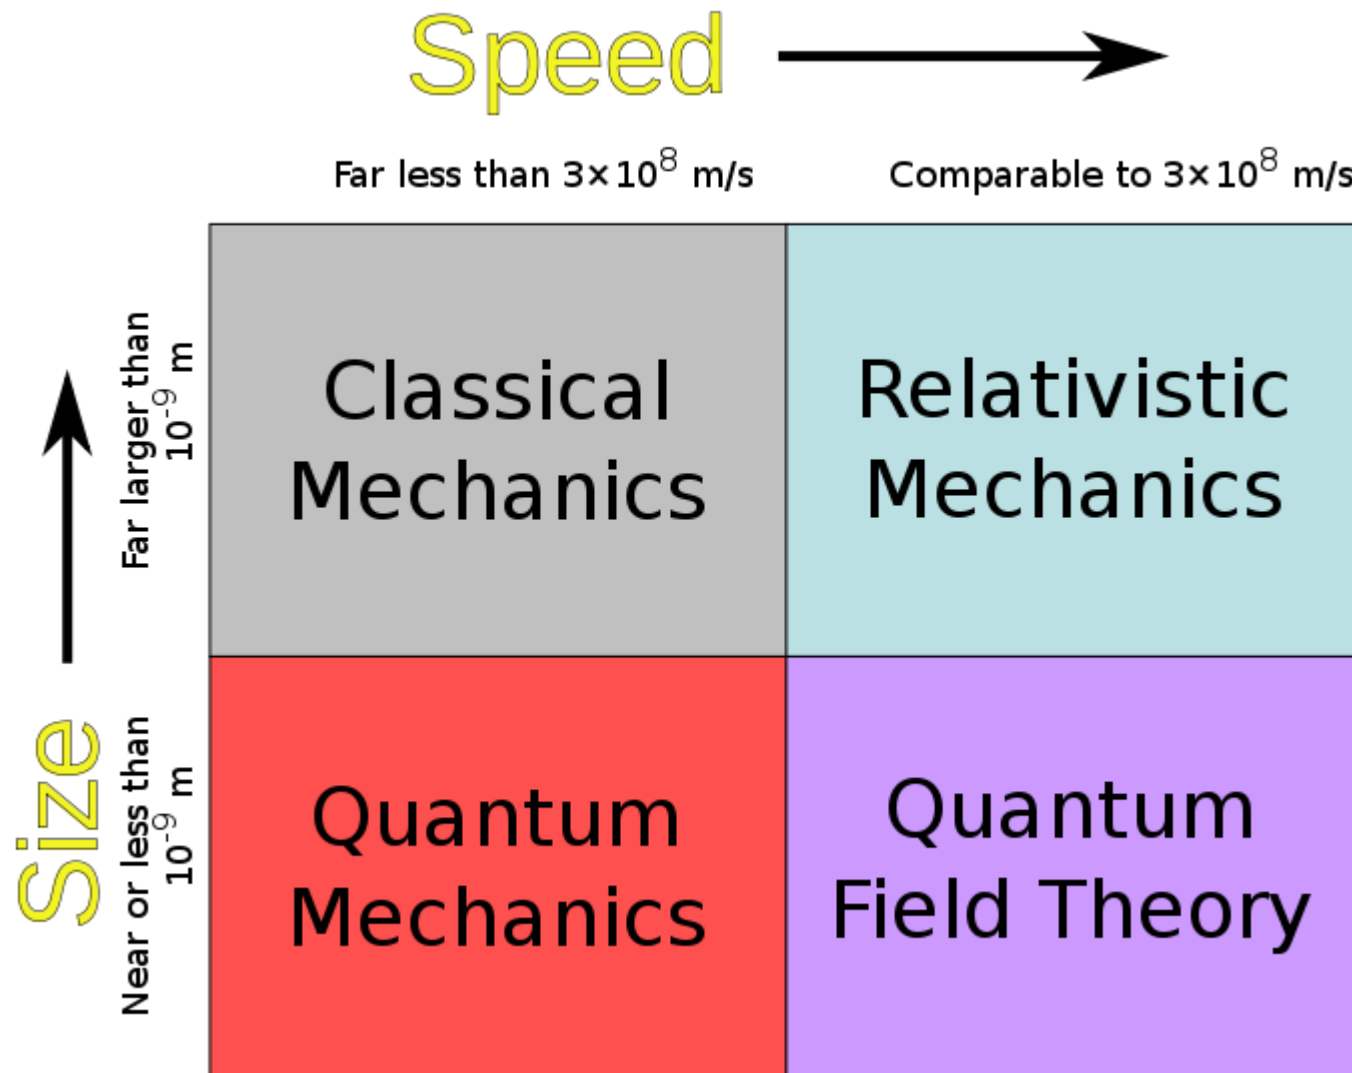 Speed
Far less than 3×10⁸ m/s
Comparable to 3×10⁸ m/s
Size
Far larger than
10⁻⁹ m
Classical
Mechanics
Relativistic
Mechanics
Near or less than
10⁻⁹ m
Quantum
Mechanics
Quantum
Field Theory